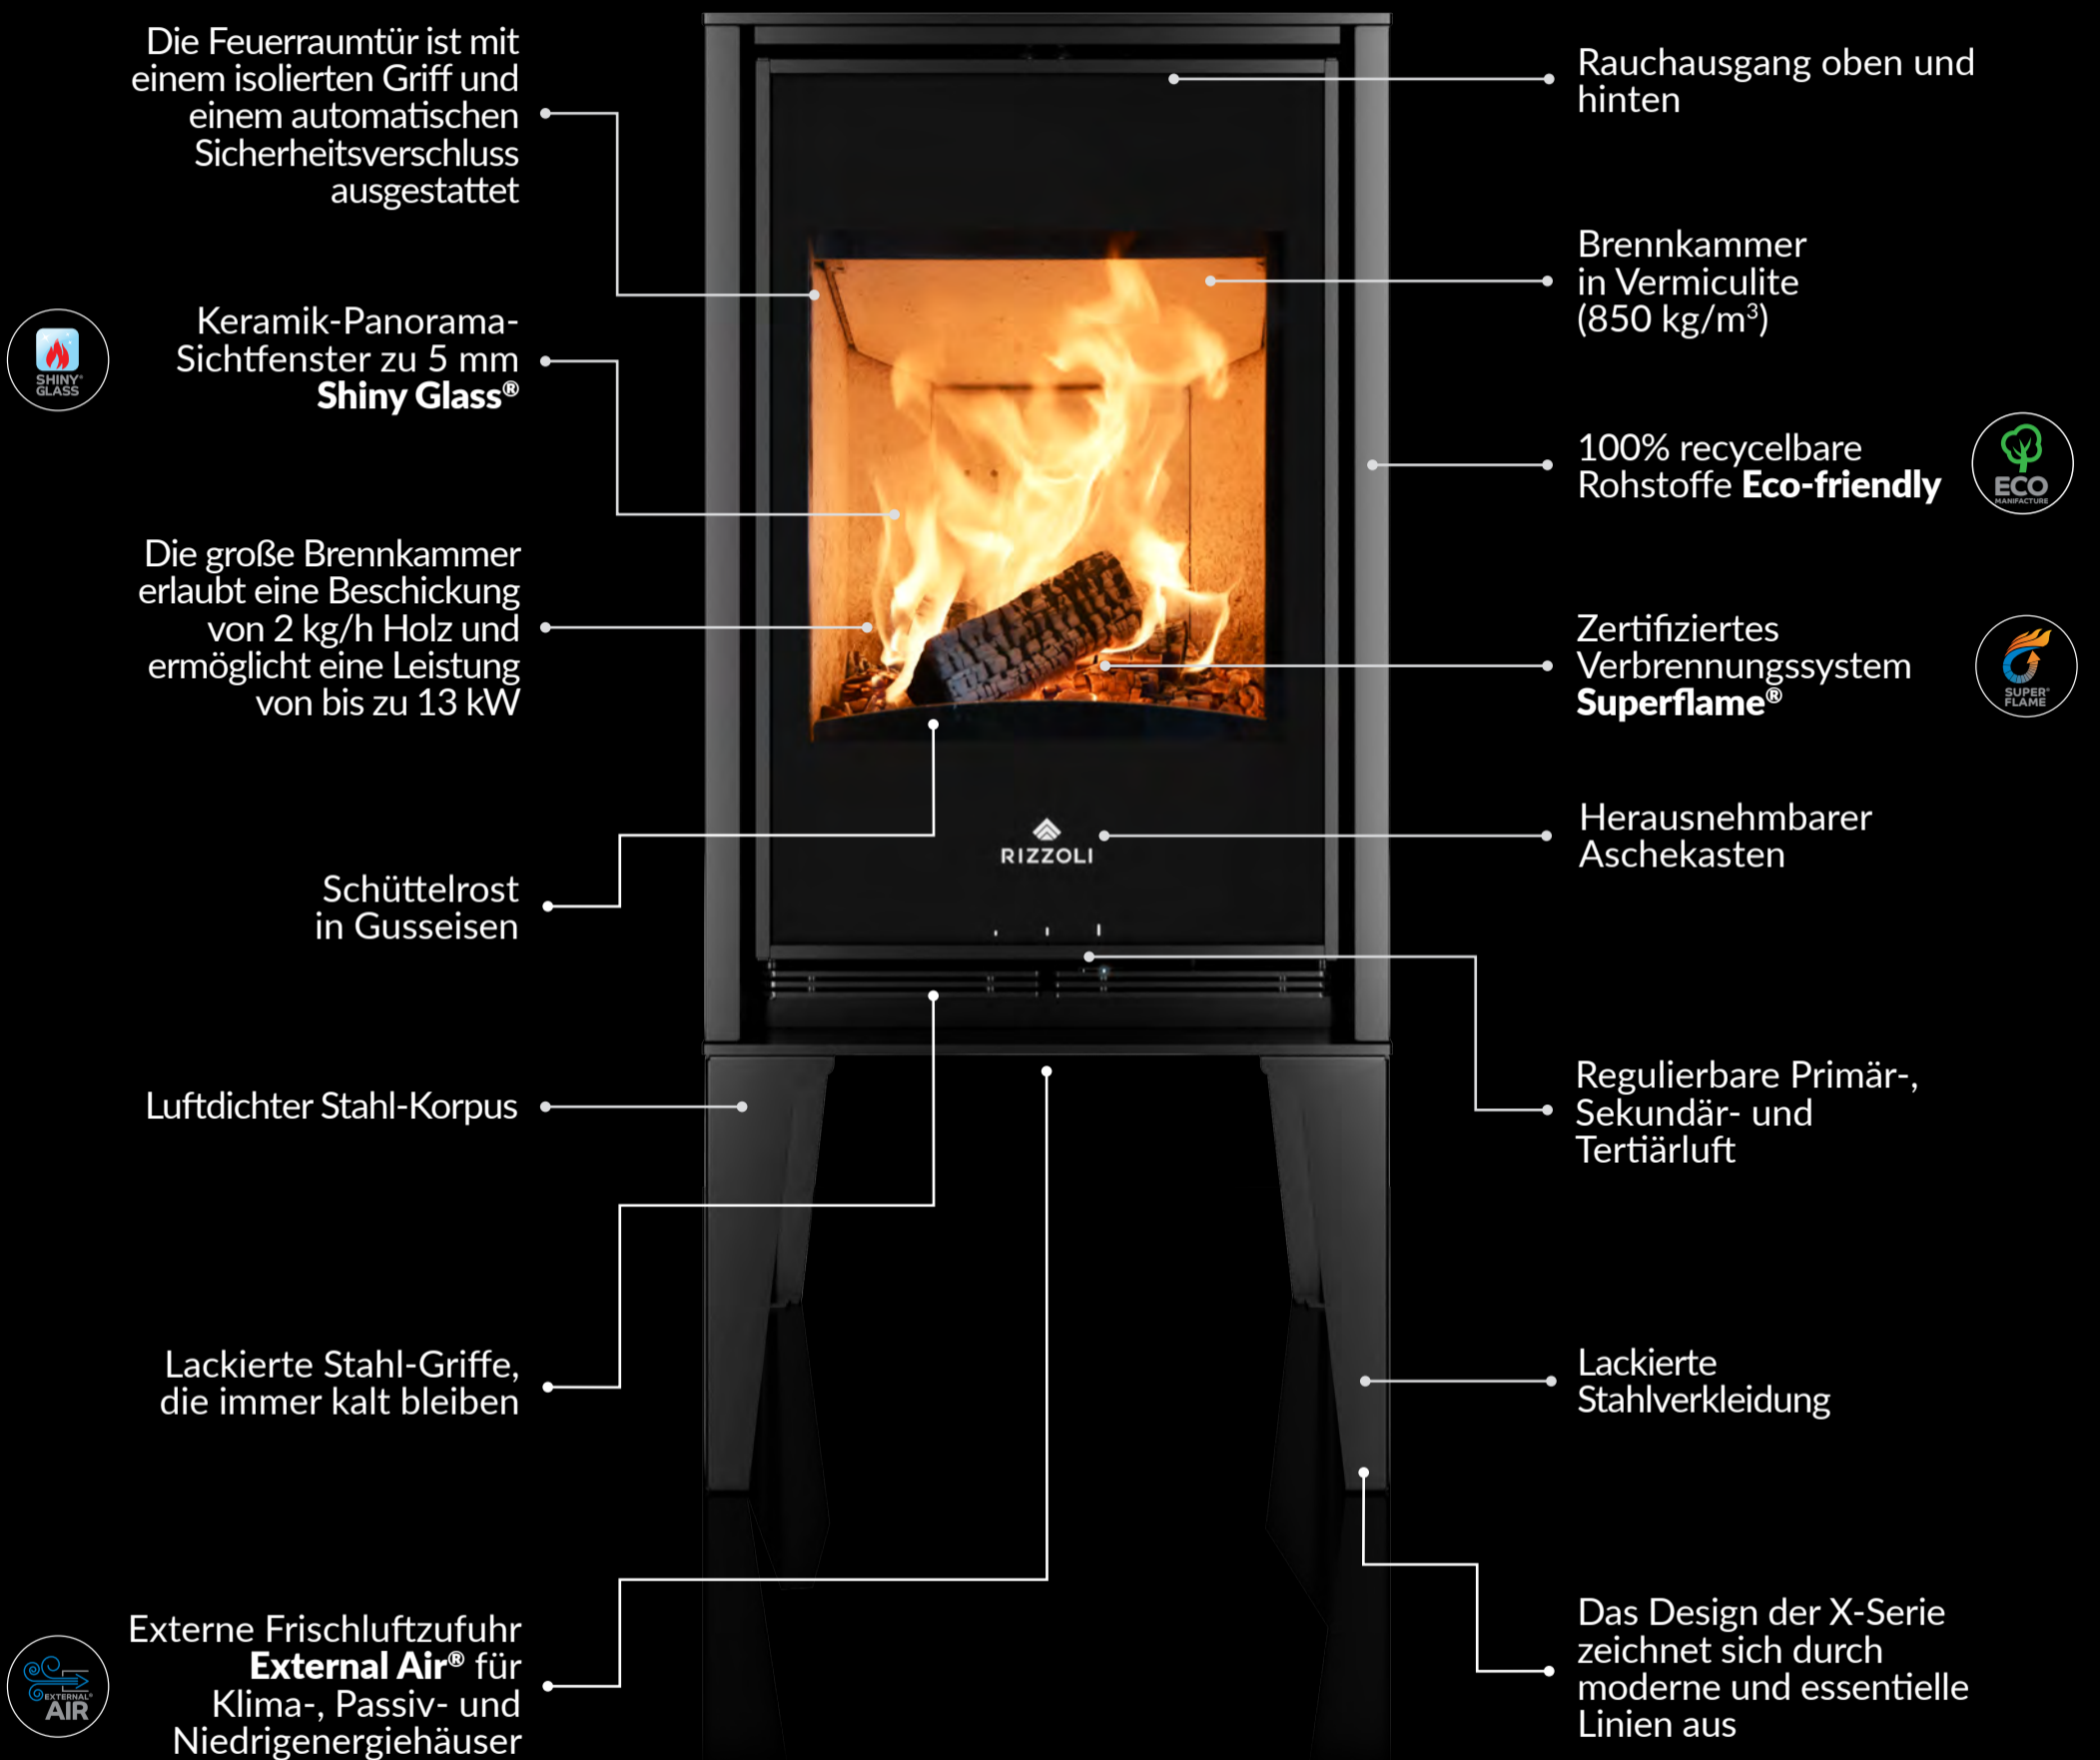 Die Feuerraumtür ist mit
einem isolierten Griff und
einem automatischen
Sicherheitsverschluss
ausgestattet
SHINY®
GLASS
Keramik-Panorama-
Sichtfenster zu 5 mm
Shiny Glass®
Die große Brennkammer
erlaubt eine Beschickung
von 2 kg/h Holz und
ermöglicht eine Leistung
von bis zu 13 kW
Schüttelrost
in Gusseisen
Luftdichter Stahl-Korpus
Lackierte Stahl-Griffe,
die immer kalt bleiben
EXTERNAL®
AIR
Externe Frischluftzufuhr
External Air® für
Klima-, Passiv- und
Niedrigenergiehäuser
RIZZOLI
Rauchausgang oben und
hinten
Brennkammer
in Vermiculite
(850 kg/m³)
100% recycelbare
Rohstoffe Eco-friendly
ECO
MANIFACTURE
Zertifiziertes
Verbrennungssystem
Superflame®
SUPER®
FLAME
Herausnehmbarer
Aschekasten
Regulierbare Primär-,
Sekundär- und
Tertiärluft
Lackierte
Stahlverkleidung
Das Design der X-Serie
zeichnet sich durch
moderne und essentielle
Linien aus